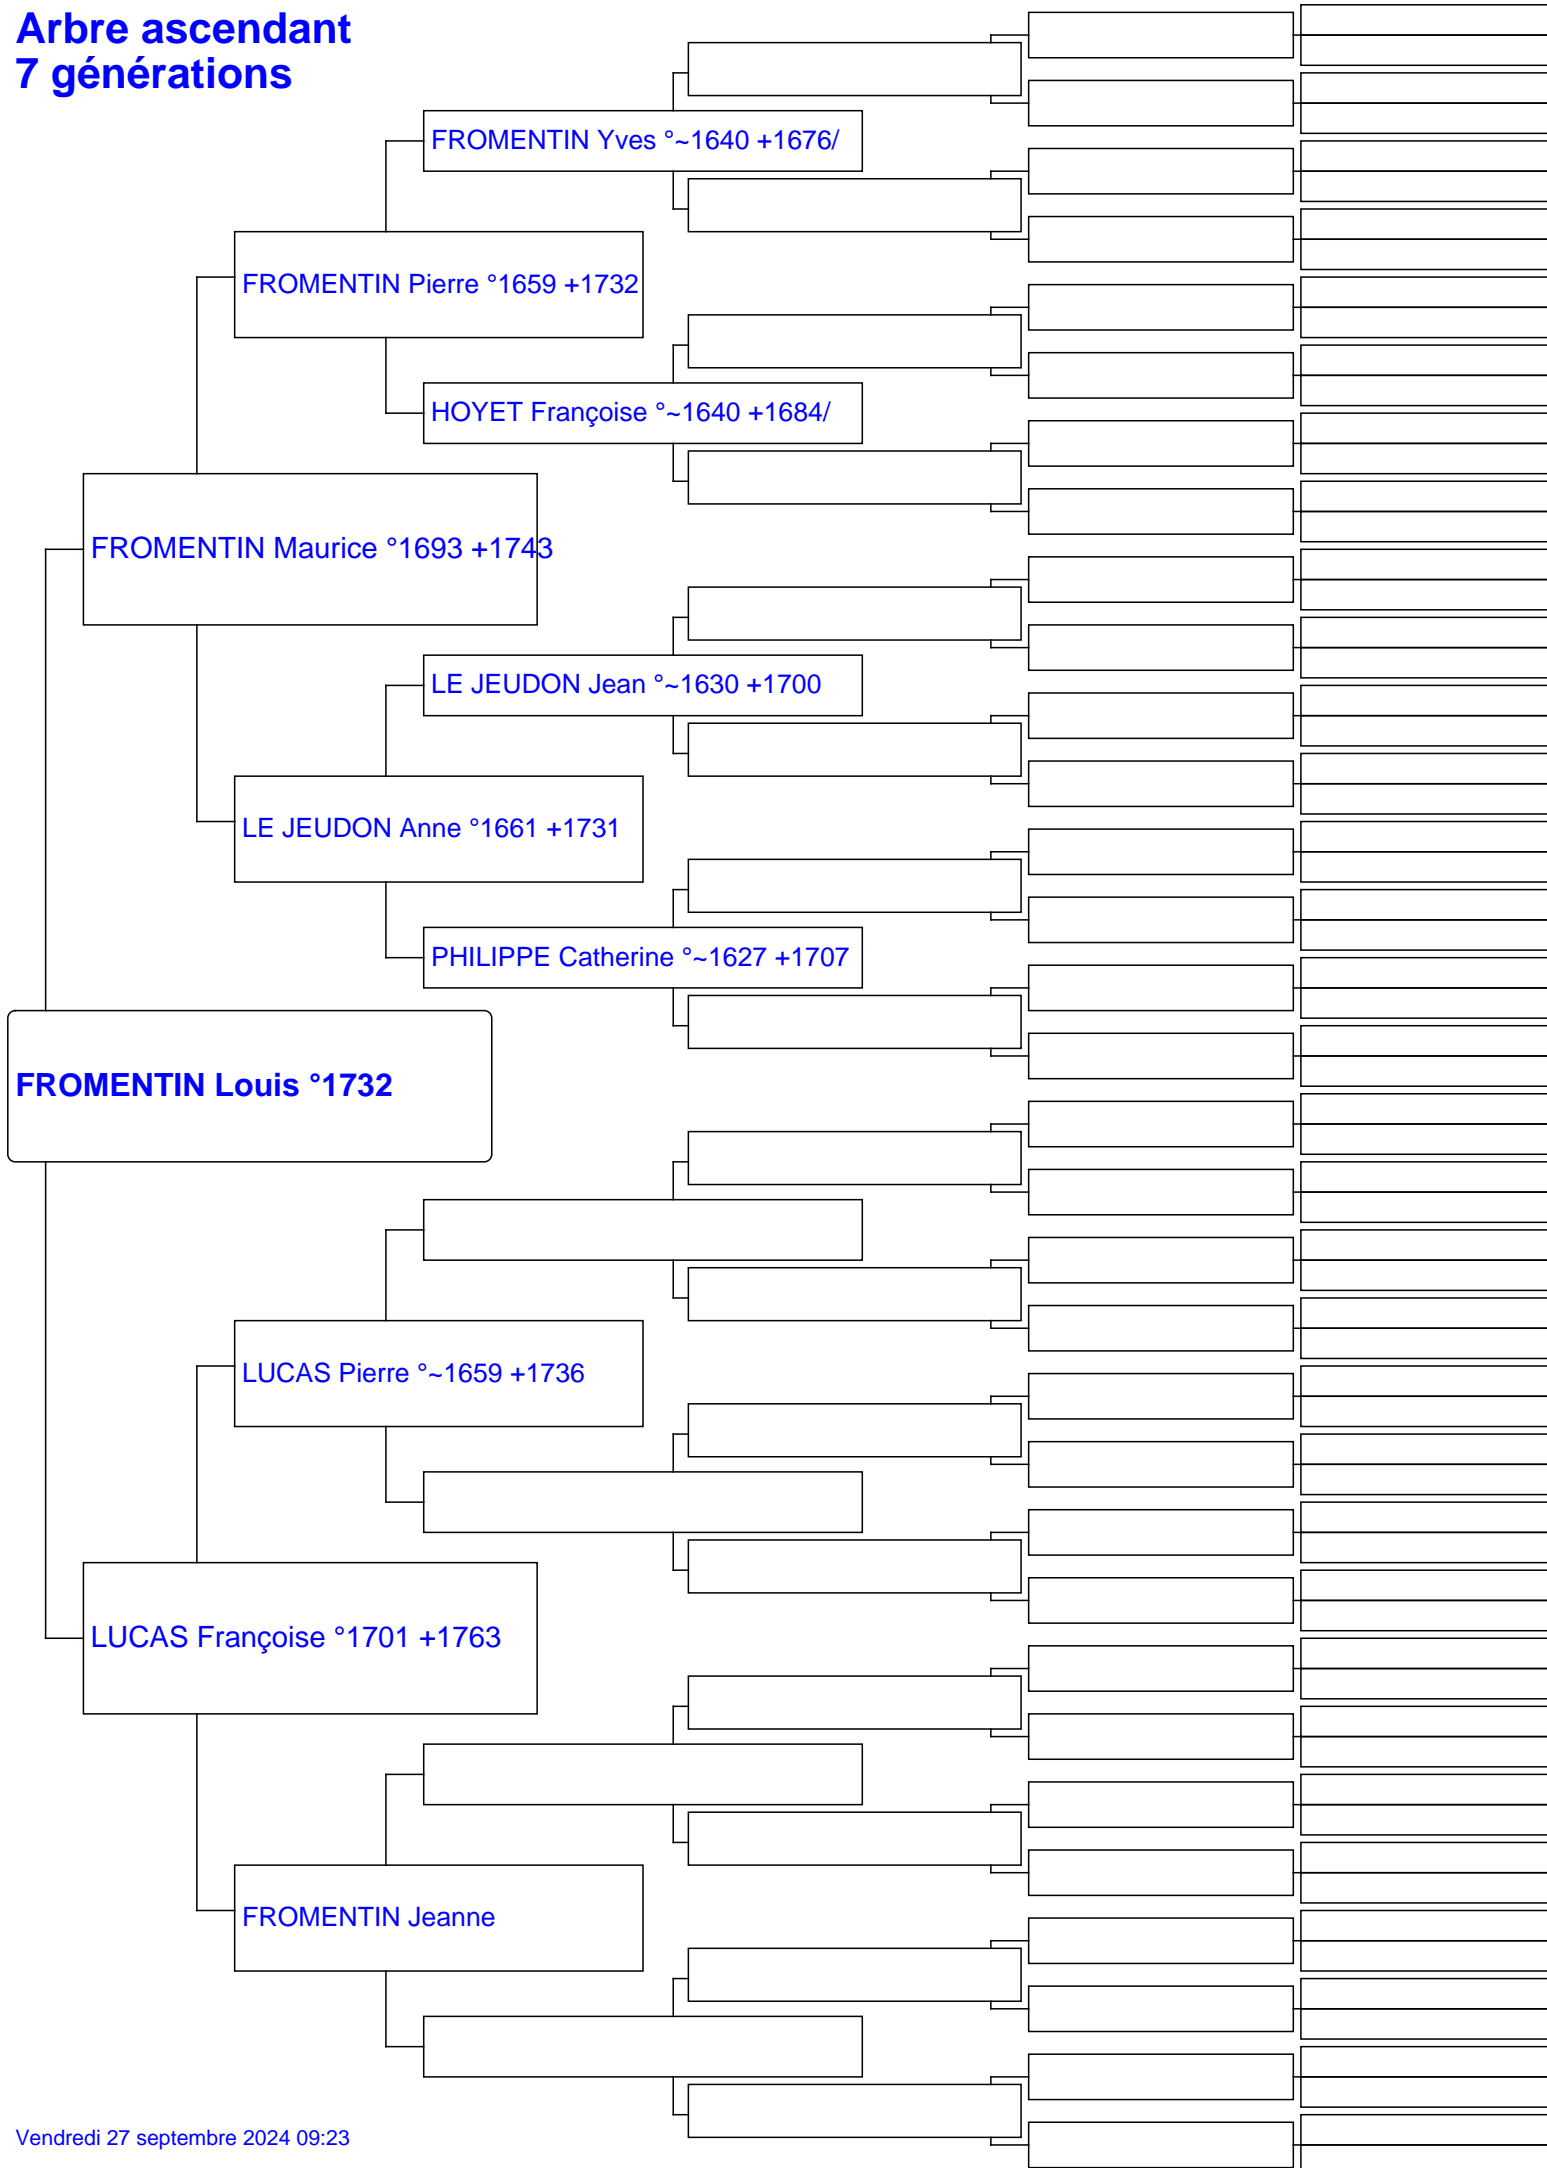 Arbre ascendant
7 générations
FROMENTIN Yves °~1640 +1676/
FROMENTIN Pierre °1659 +1732
HOYET Françoise °~1640 +1684/
FROMENTIN Maurice °1693 +1743
LE JEUDON Jean °~1630 +1700
LE JEUDON Anne °1661 +1731
PHILIPPE Catherine °~1627 +1707
FROMENTIN Louis °1732
LUCAS Pierre °~1659 +1736
LUCAS Françoise °1701 +1763
FROMENTIN Jeanne
Vendredi 27 septembre 2024 09:23